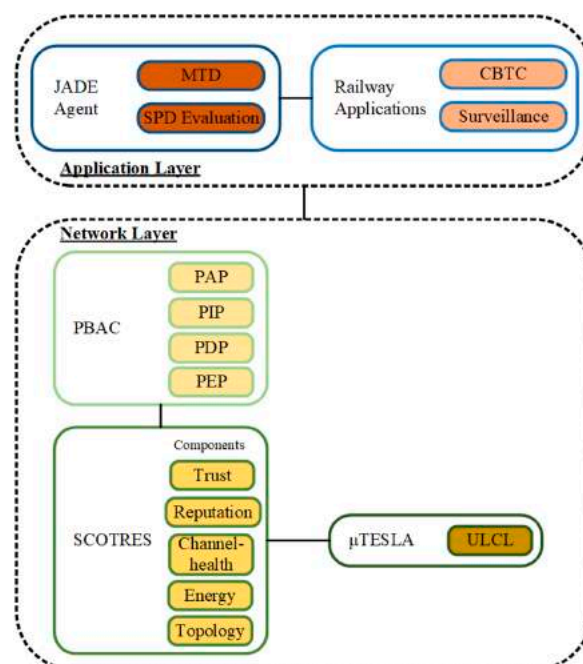 JADE
Agent
MTD
SPD Evaluation
Railway
Applications
CBTC
Surveillance
Application Layer
Network Layer
PBAC
PAP
PIP
PDP
PEP
SCOTRES
Components
Trust
Reputation
Channel-
health
Energy
Topology
μTESLA
ULCL